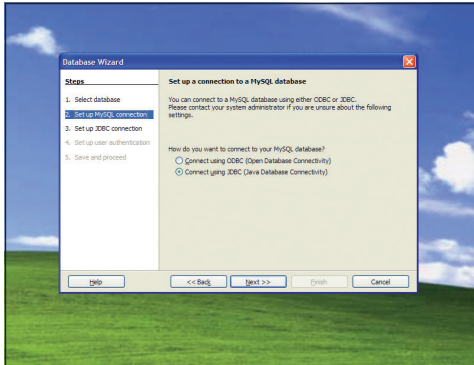 Database Wizard
Steps
1. Select database
2. Set up MySQL connection
3. Set up JDBC connection
4. Set up user authentication
5. Save and proceed
Set up a connection to a MySQL database
You can connect to a MySQL database using either ODBC or JDBC.
Please contact your system administrator if you are unsure about the following
settings.
How do you want to connect to your MySQL database?
Connect using ODBC (Open Database Connectivity)
Connect using JDBC (Java Database Connectivity)
Help
<< Back
Next >>
Finish
Cancel